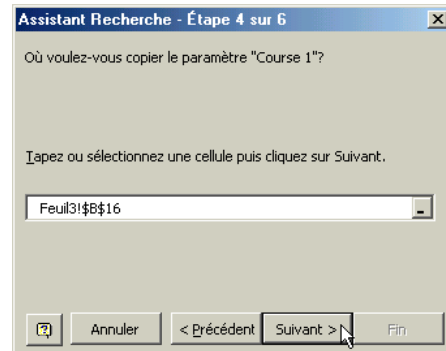 Assistant Recherche - Étape 4 sur 6
Où voulez-vous copier le paramètre "Course 1"?
Tapez ou sélectionnez une cellule puis cliquez sur Suivant.
Feuil3!$B$16
Annuler < Précédent Suivant > Fin